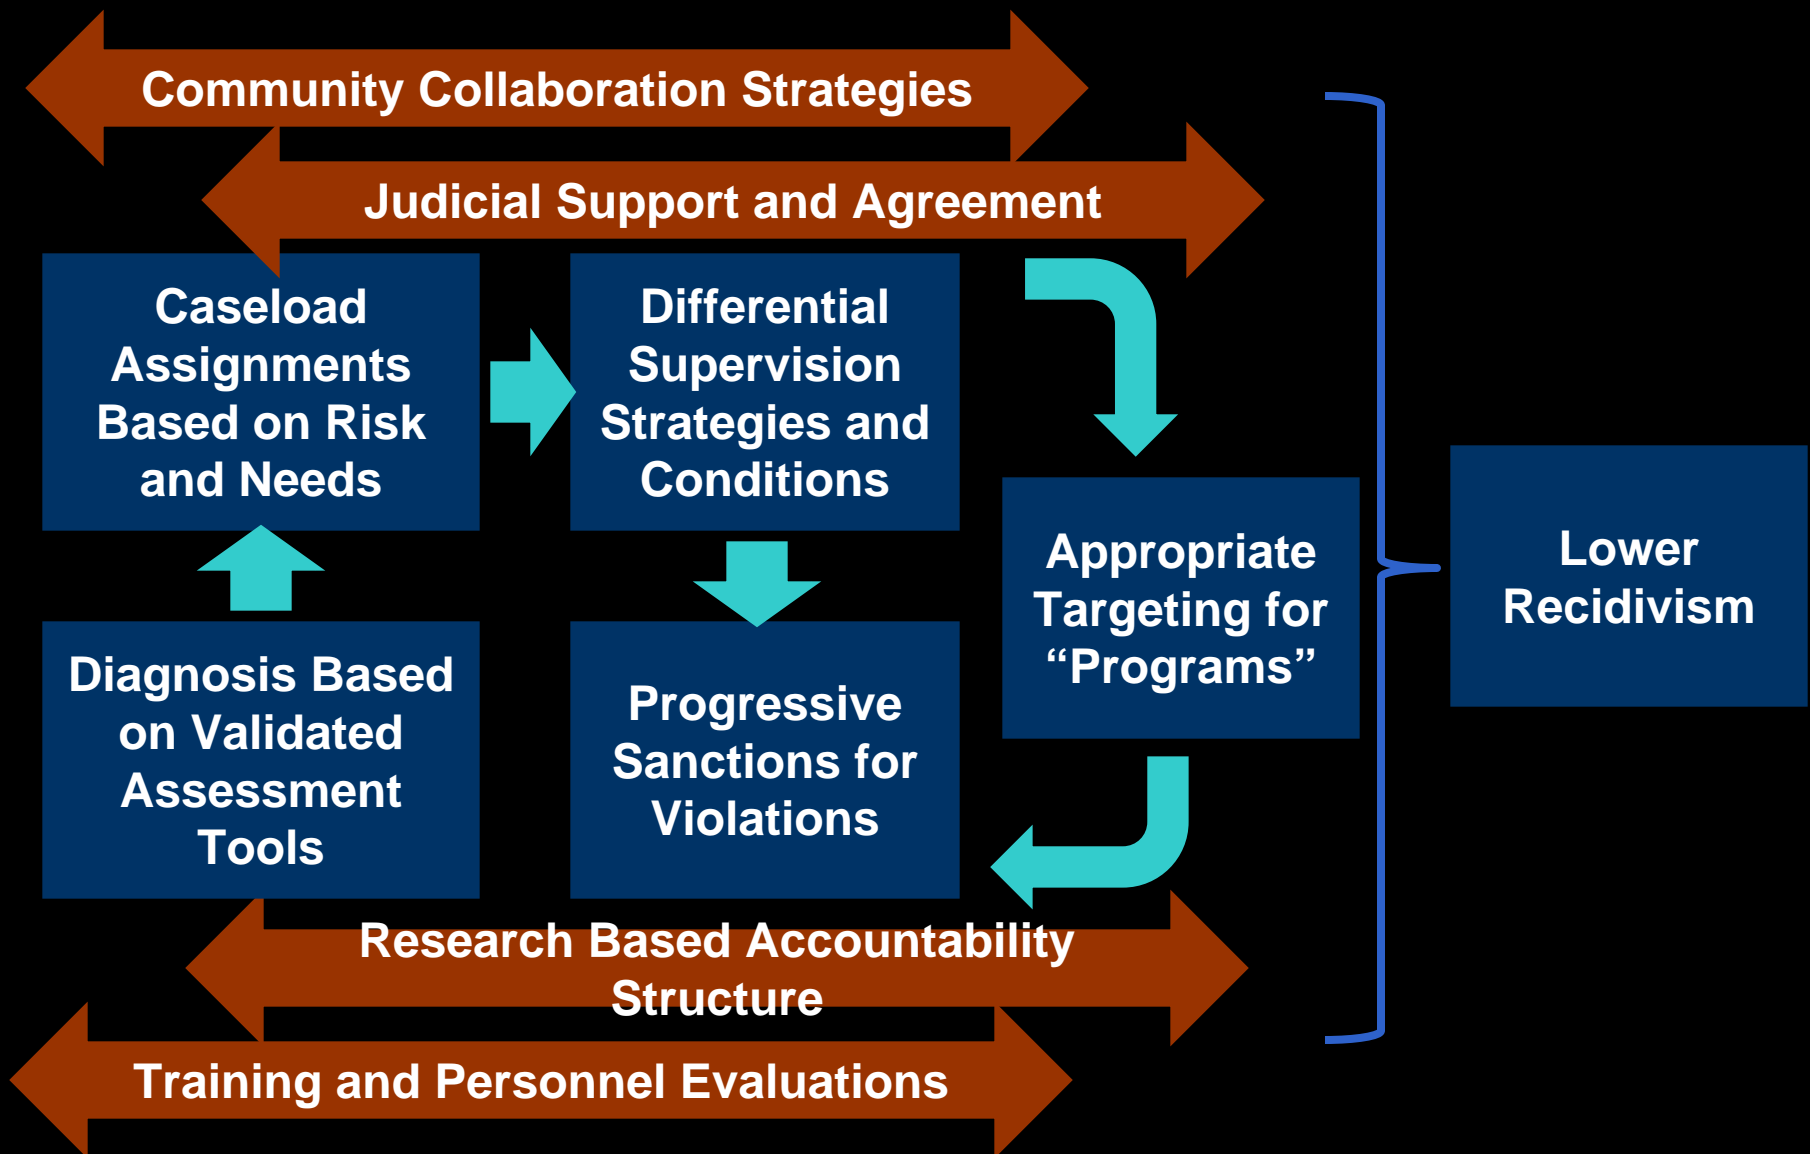 Community Collaboration Strategies
Judicial Support and Agreement
Caseload
Assignments
Based on Risk
and Needs
Differential
Supervision
Strategies and
Conditions
Diagnosis Based
on Validated
Assessment
Tools
Progressive
Sanctions for
Violations
Appropriate
Targeting for
“Programs”
Lower
Recidivism
Research Based Accountability
Structure
Training and Personnel Evaluations